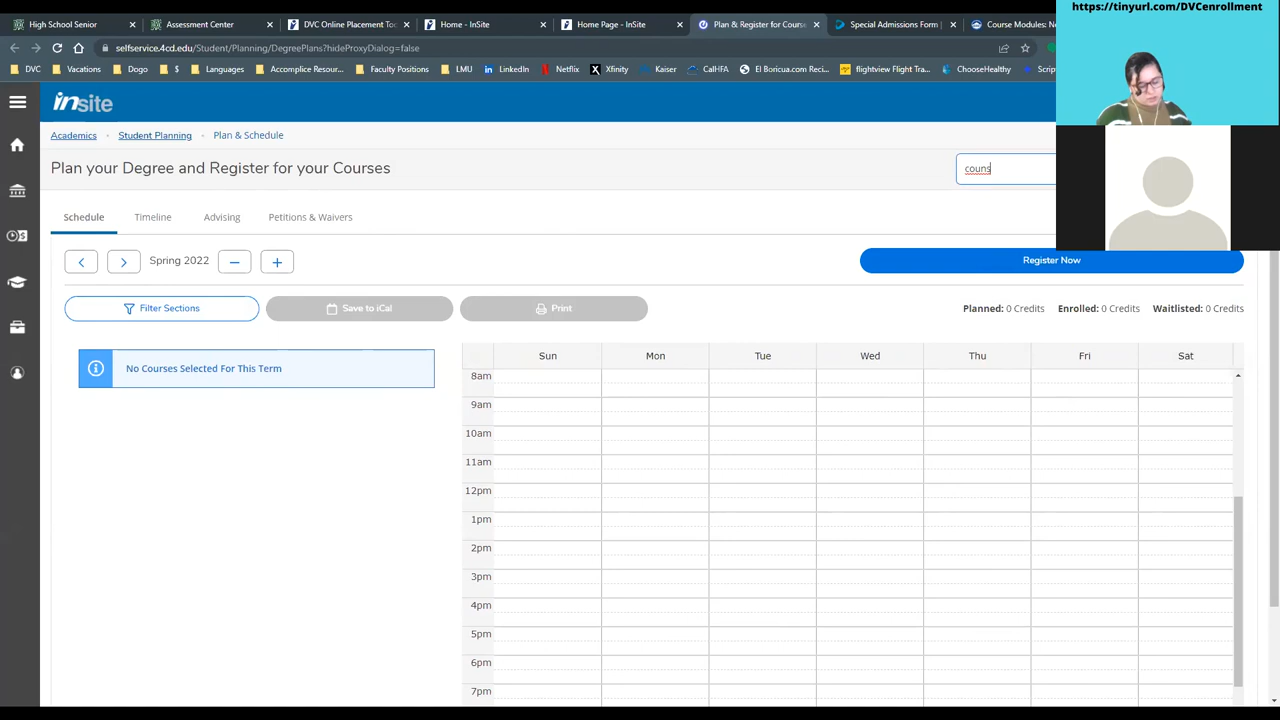 https://tinyurl.com/DVCenrollment
High School Senior
Assessment Center
DVC Online Placement Too
Home - InSite
Home Page - InSite
Plan & Register for Course
Special Admissions Form |
Course Modules: N
selfservice.4cd.edu/Student/Planning/DegreePlans?hideProxyDialog=false
DVC
Vacations
Dogo
$
Languages
Accomplice Resour...
Faculty Positions
LMU
LinkedIn
Netflix
Xfinity
Kaiser
CalHFA
El Boricua.com Reci...
flightview Flight Tra...
ChooseHealthy
Scrip
insite
Academics
Student Planning
Plan & Schedule
Plan your Degree and Register for your Courses
couns
Schedule
Timeline
Advising
Petitions & Waivers
Spring 2022
Register Now
Filter Sections
Save to iCal
Print
Planned: 0 Credits Enrolled: 0 Credits Waitlisted: 0 Credits
No Courses Selected For This Term
Sun Mon Tue Wed Thu Fri Sat
8am
9am
10am
11am
12pm
1pm
2pm
3pm
4pm
5pm
6pm
7pm